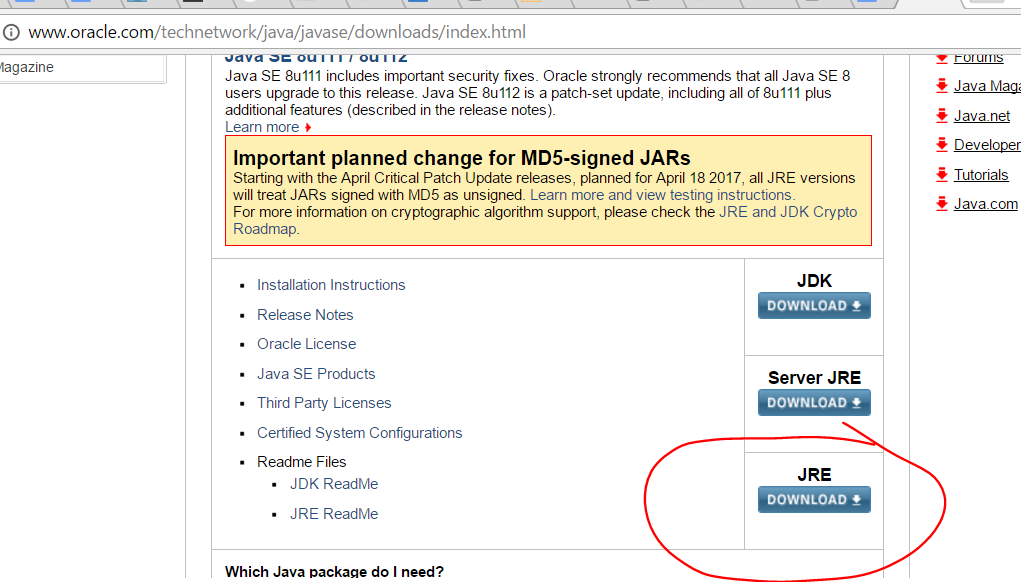 www.oracle.com/technetwork/java/javase/downloads/index.html
Magazine
Java SE 8u111 / 8u112
Java SE 8u111 includes important security fixes. Oracle strongly recommends that all Java SE 8
users upgrade to this release. Java SE 8u112 is a patch-set update, including all of 8u111 plus
additional features (described in the release notes).
Learn more
Important planned change for MD5-signed JARs
Starting with the April Critical Patch Update releases, planned for April 18 2017, all JRE versions
will treat JARs signed with MD5 as unsigned. Learn more and view testing instructions.
For more information on cryptographic algorithm support, please check the JRE and JDK Crypto
Roadmap.
Installation Instructions
Release Notes
Oracle License
Java SE Products
Third Party Licenses
Certified System Configurations
Readme Files
JDK ReadMe
JRE ReadMe
JDK
DOWNLOAD
Server JRE
DOWNLOAD
JRE
DOWNLOAD
Which Java package do I need?
Forums
Java Maga
Java.net
Developer
Tutorials
Java.com